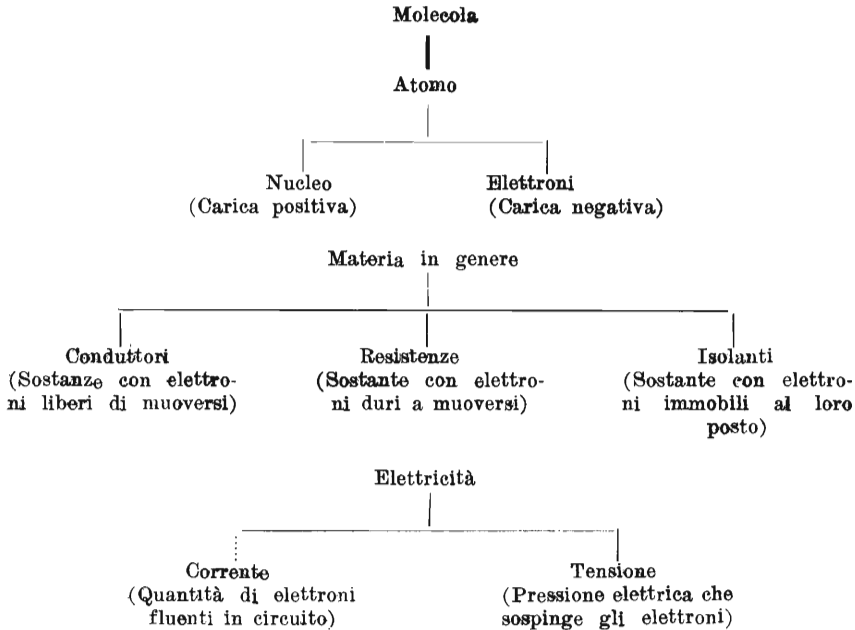 Molecola
Atomo
Nucleo
(Carica positiva)
Elettroni
(Carica negativa)
Materia in genere
Conduttori
(Sostanze con elettro-
ni liberi di muoversi)
Resistenze
(Sostante con elettro-
ni duri a muoversi)
Isolanti
(Sostante con elettro-
ni immobili al loro
posto)
Elettricità
Corrente
(Quantità di elettroni
fluenti in circuito)
Tensione
(Pressione elettrica che
sospinge gli elettroni)